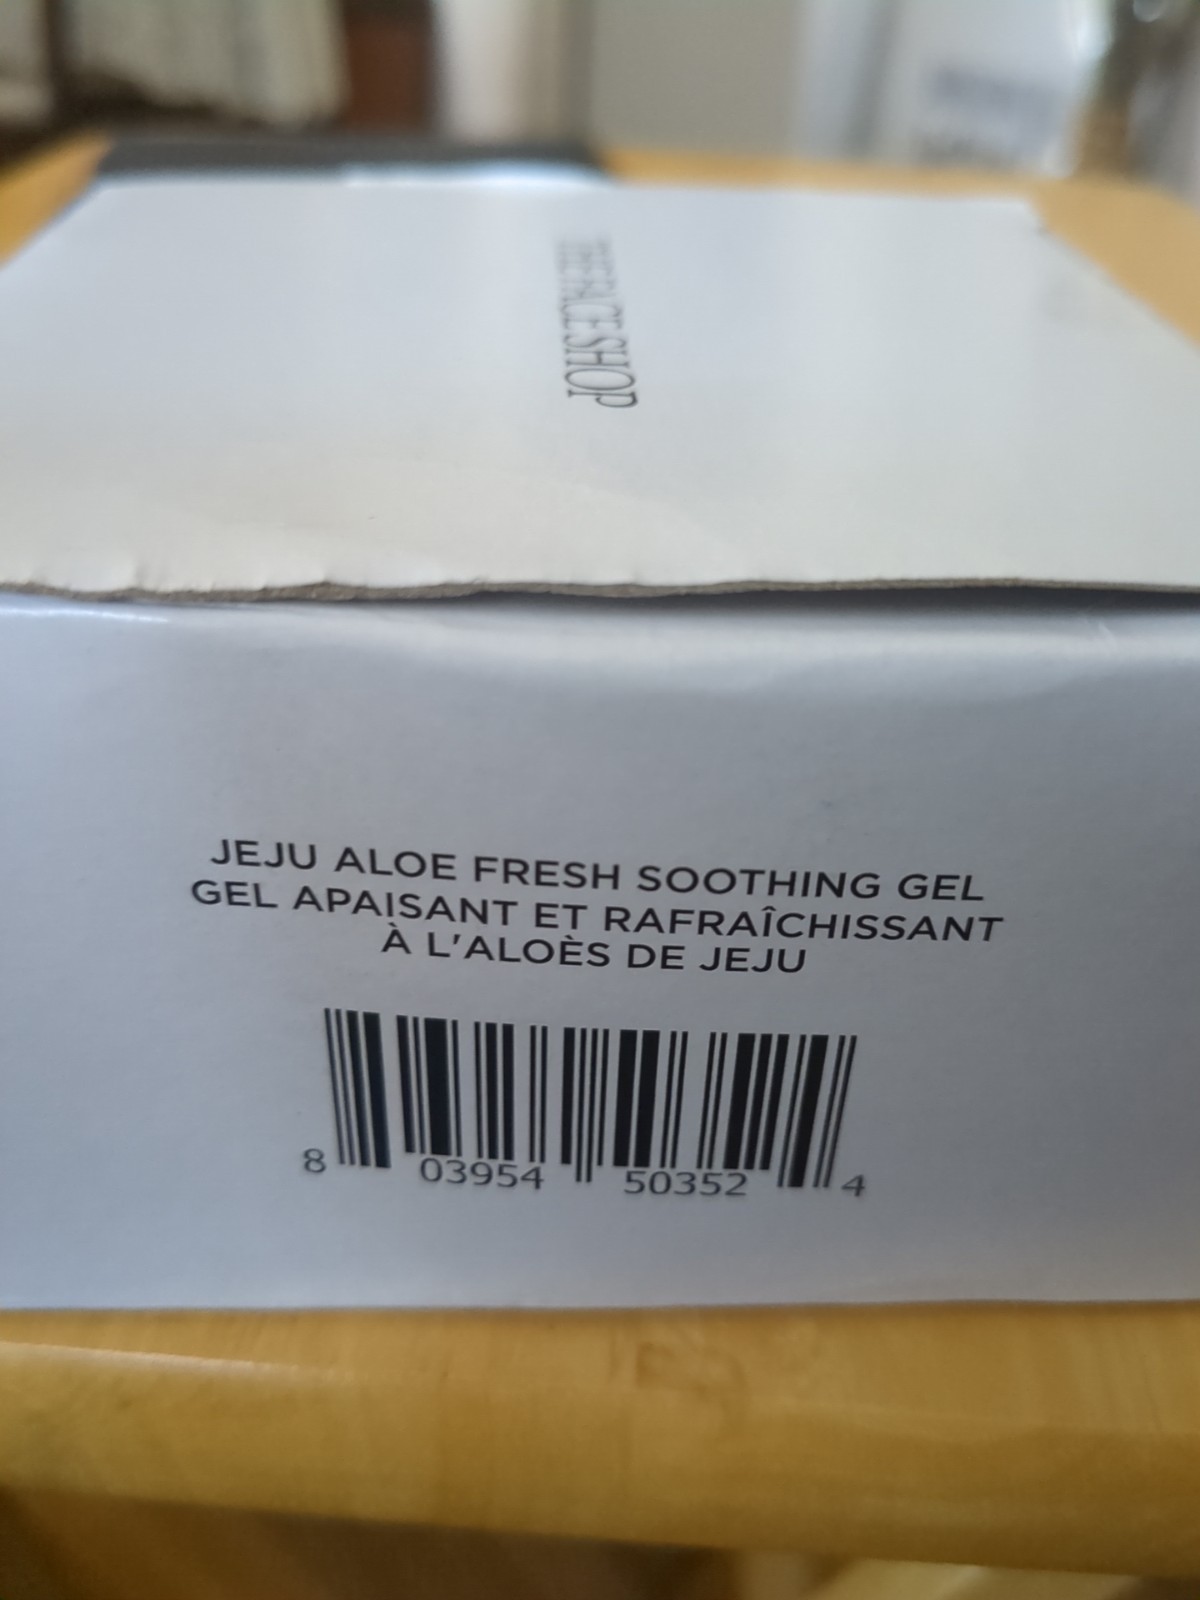 THEFACESHOP
JEJU ALOE FRESH SOOTHING GEL
GEL APAISANT ET RAFRAÎCHISSANT
À L'ALOÈS DE JEJU
8 03954 50352 4